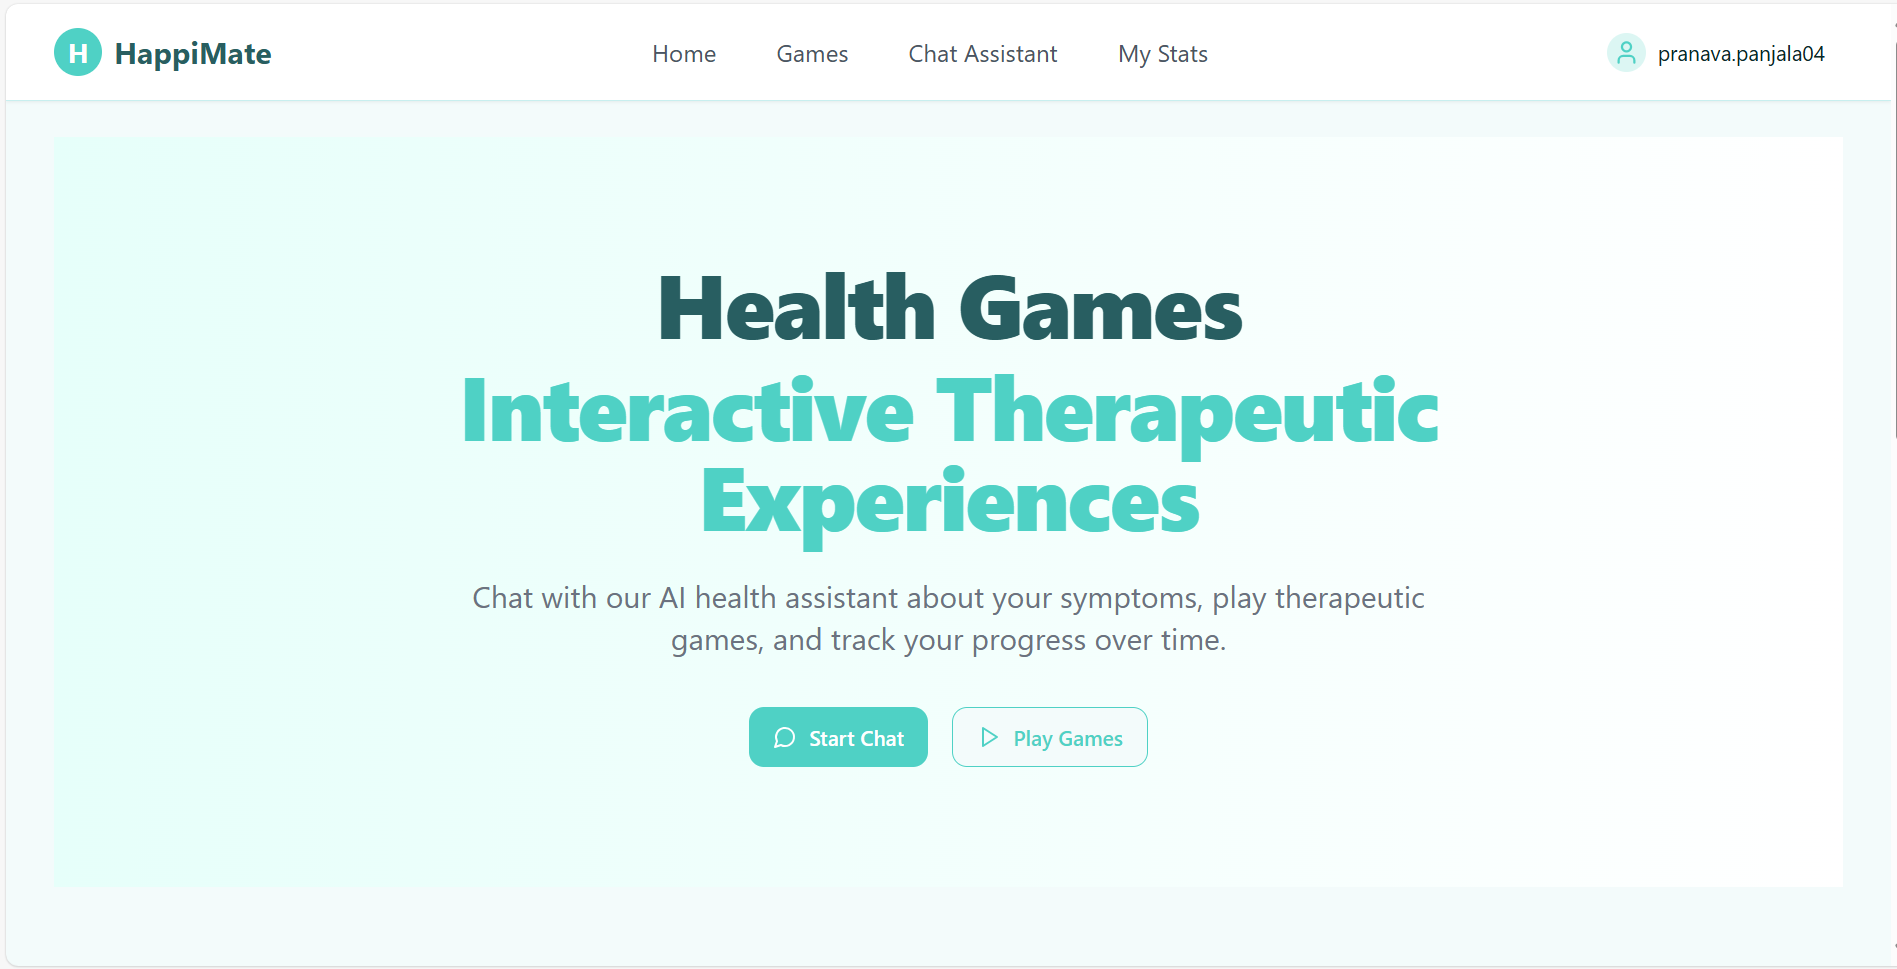 H HappiMate
Home Games Chat Assistant My Stats
pranava.panjala04
Health Games
Interactive Therapeutic
Experiences
Chat with our AI health assistant about your symptoms, play therapeutic
games, and track your progress over time.
Start Chat
Play Games